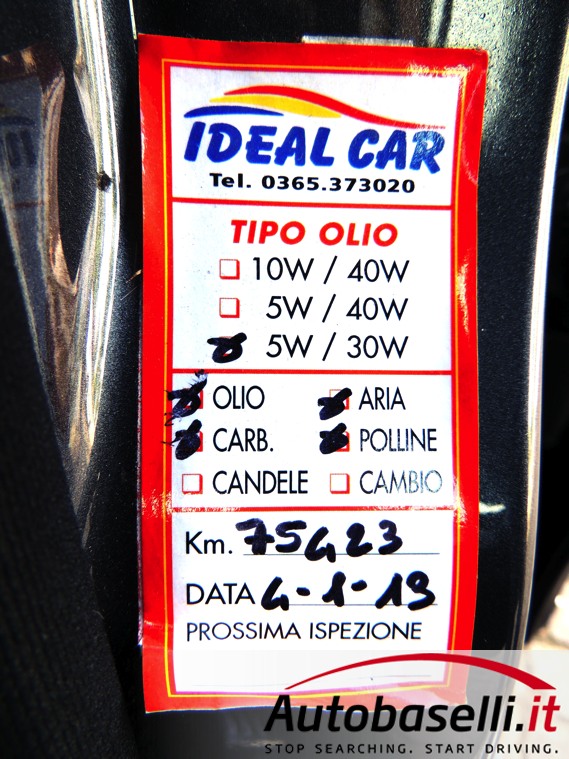 IDEAL CAR
Tel. 0365.373020
TIPO OLIO
10W / 40W
5W / 40W
5W / 30W
OLIO ARIA
CARB. POLLINE
CANDELE CAMBIO
Km. 75423
DATA 4-1-19
PROSSIMA ISPEZIONE
Autobaselli.it
STOP SEARCHING. START DRIVING.